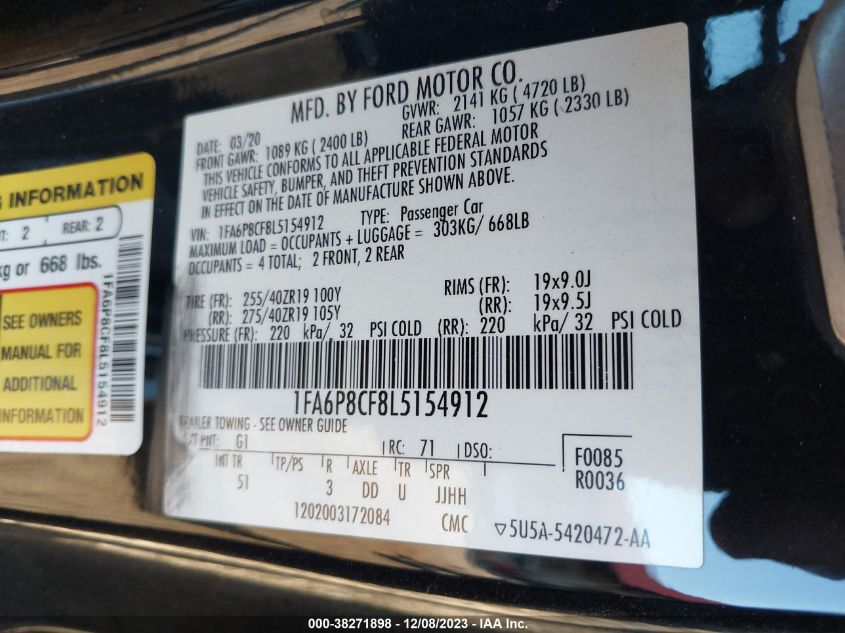 MFD. BY FORD MOTOR CO.
DATE: 03/20 GVWR: 2141 KG ( 4720 LB)
FRONT GAWR: 1089 KG ( 2400 LB) REAR GAWR: 1057 KG ( 2330 LB)
THIS VEHICLE CONFORMS TO ALL APPLICABLE FEDERAL MOTOR
VEHICLE SAFETY, BUMPER, AND THEFT PREVENTION STANDARDS
IN EFFECT ON THE DATE OF MANUFACTURE SHOWN ABOVE.
VIN: 1FA6P8CF8L5154912 TYPE: Passenger Car
MAXIMUM LOAD = OCCUPANTS + LUGGAGE = 303KG/ 668LB
OCCUPANTS = 4 TOTAL; 2 FRONT, 2 REAR
TIRE (FR): 255/40ZR19 100Y RIMS (FR): 19x9.0J
(RR): 275/40ZR19 105Y (RR): 19x9.5J
PRESSURE (FR): 220 kPa/ 32 PSI COLD (RR): 220 kPa/ 32 PSI COLD
1FA6P8CF8L5154912
TRAILER TOWING - SEE OWNER GUIDE
PNT: G1 RC: 71 DSO:
INT TR TP/PS R AXLE TR SPR
51 3 DD U JJHH
F0085
R0036
1202003172084 CMC ▽5U5A-5420472-AA
INFORMATION
2 REAR: 2
kg or 668 lbs.
SEE OWNERS
MANUAL FOR
ADDITIONAL
INFORMATION
1FA6P8CF8L5154912
000-38271898 - 12/08/2023 - IAA Inc.